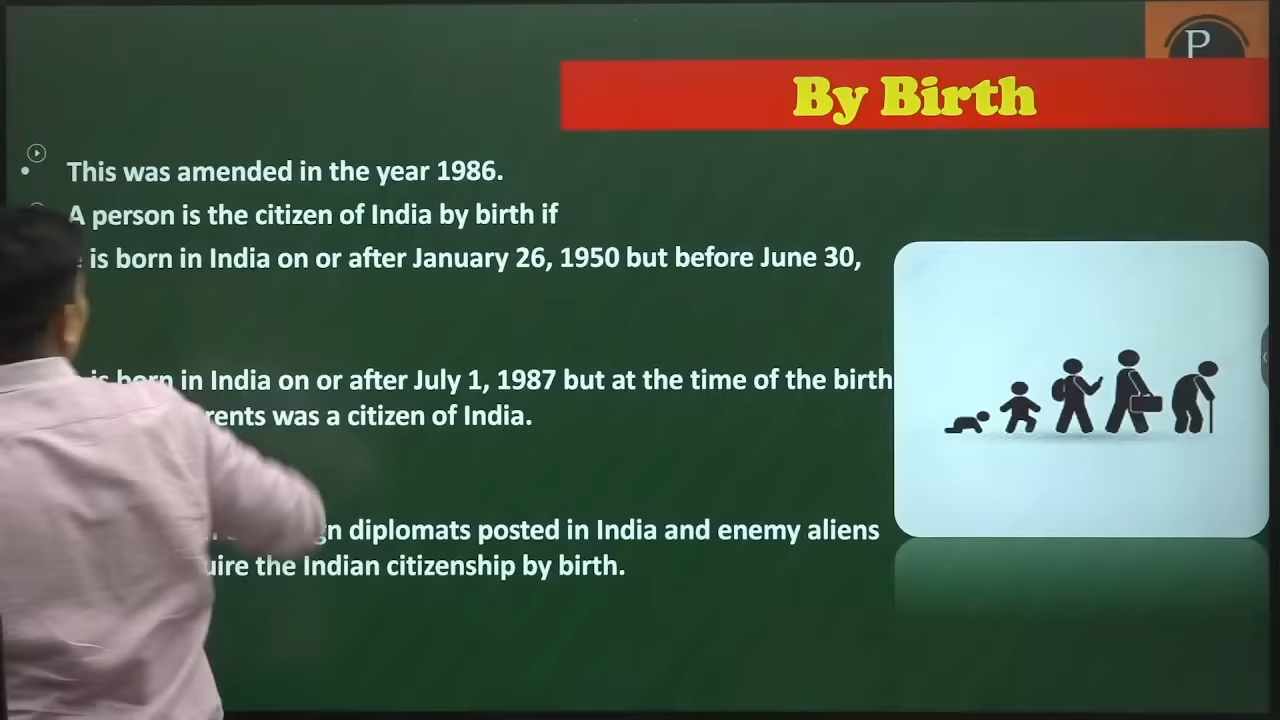 P
By Birth
• This was amended in the year 1986.
A person is the citizen of India by birth if
is born in India on or after January 26, 1950 but before June 30,
is born in India on or after July 1, 1987 but at the time of the birth
was a citizen of India.
diplomats posted in India and enemy aliens
the Indian citizenship by birth.